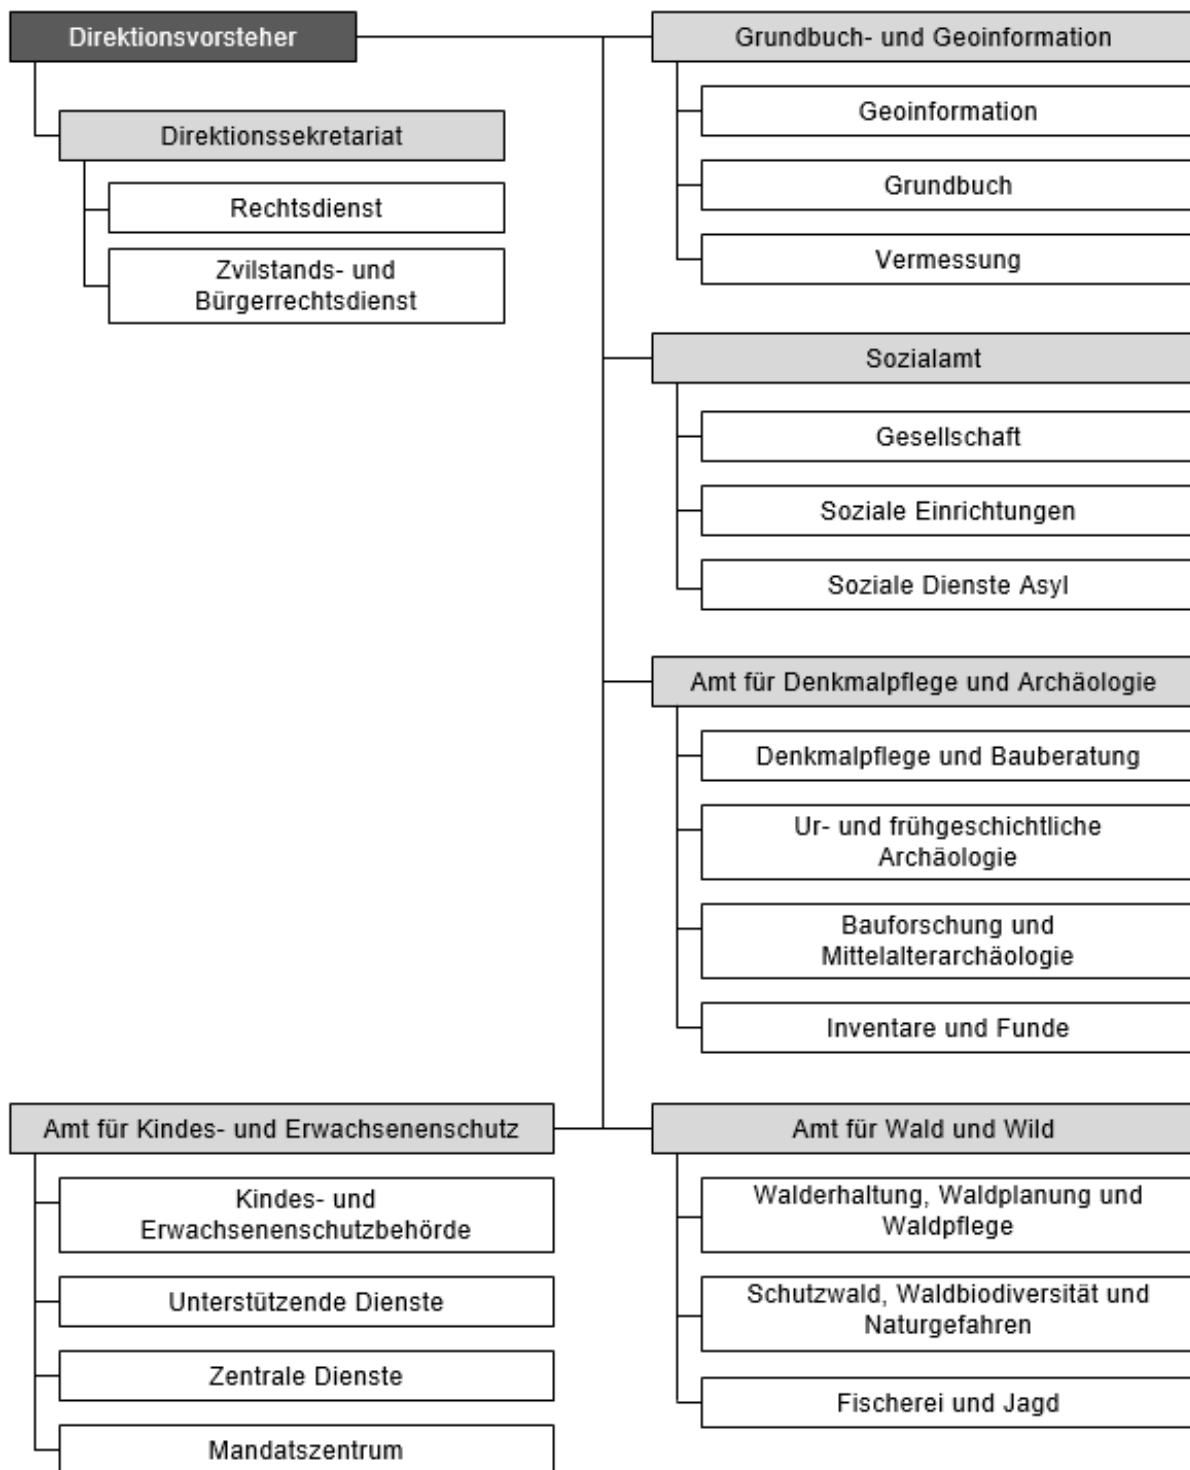 Direktionsvorsteher
Direktionssekretariat
Rechtsdienst
Zvilstands- und
Bürgerrechtsdienst
Grundbuch- und Geoinformation
Geoinformation
Grundbuch
Vermessung
Sozialamt
Gesellschaft
Soziale Einrichtungen
Soziale Dienste Asyl
Amt für Denkmalpflege und Archäologie
Denkmalpflege und Bauberatung
Ur- und frühgeschichtliche
Archäologie
Bauforschung und
Mittelalterarchäologie
Inventare und Funde
Amt für Kindes- und Erwachsenenschutz
Kindes- und
Erwachsenenschutzbehörde
Unterstützende Dienste
Zentrale Dienste
Mandatszentrum
Amt für Wald und Wild
Walderhaltung, Waldplanung und
Waldpflege
Schutzwald, Waldbiodiversität und
Naturgefahren
Fischerei und Jagd